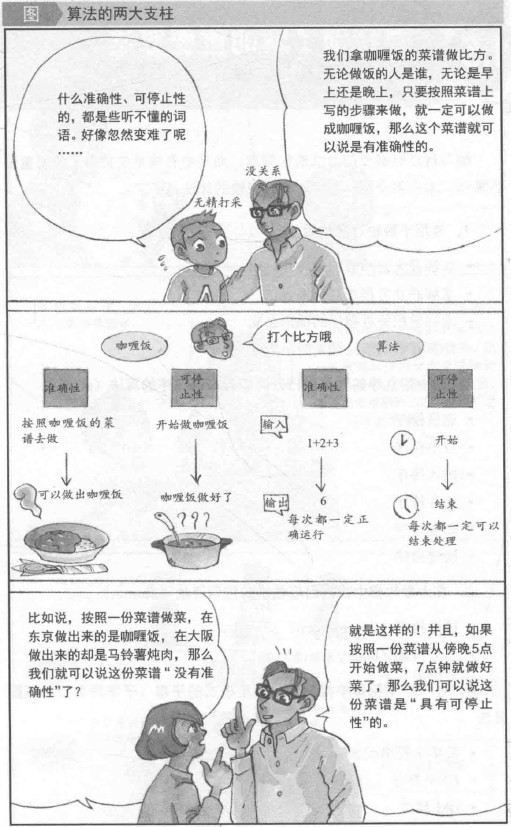 图 算法的两大支柱
什么准确性、可停止性
的，都是些听不懂的词
语。好像忽然变难了呢
……
我们拿咖喱饭的菜谱做比方。
无论做饭的人是谁，无论是早
上还是晚上，只要按照菜谱上
写的步骤来做，就一定可以做
成咖喱饭，那么这个菜谱就可
以说是有准确性的。
没关系
无精打采
A
咖喱饭
打个比方哦
算法
准确性
可停
止性
准确性
可停
止性
按照咖喱饭的菜
谱去做
开始做咖喱饭
输入
1+2+3
开始
可以做出咖喱饭
咖喱饭做好了
输出
6
每次都一定正
确运行
结束
每次都一定可以
结束处理
比如说，按照一份菜谱做菜，在
东京做出来的是咖喱饭，在大阪
做出来的却是马铃薯炖肉，那么
我们就可以说这份菜谱“没有准
确性”了？
就是这样的！并且，如果
按照一份菜谱从傍晚5点
开始做菜，7点钟就做好
菜了，那么我们可以说这
份菜谱是“具有可停止
性”的。